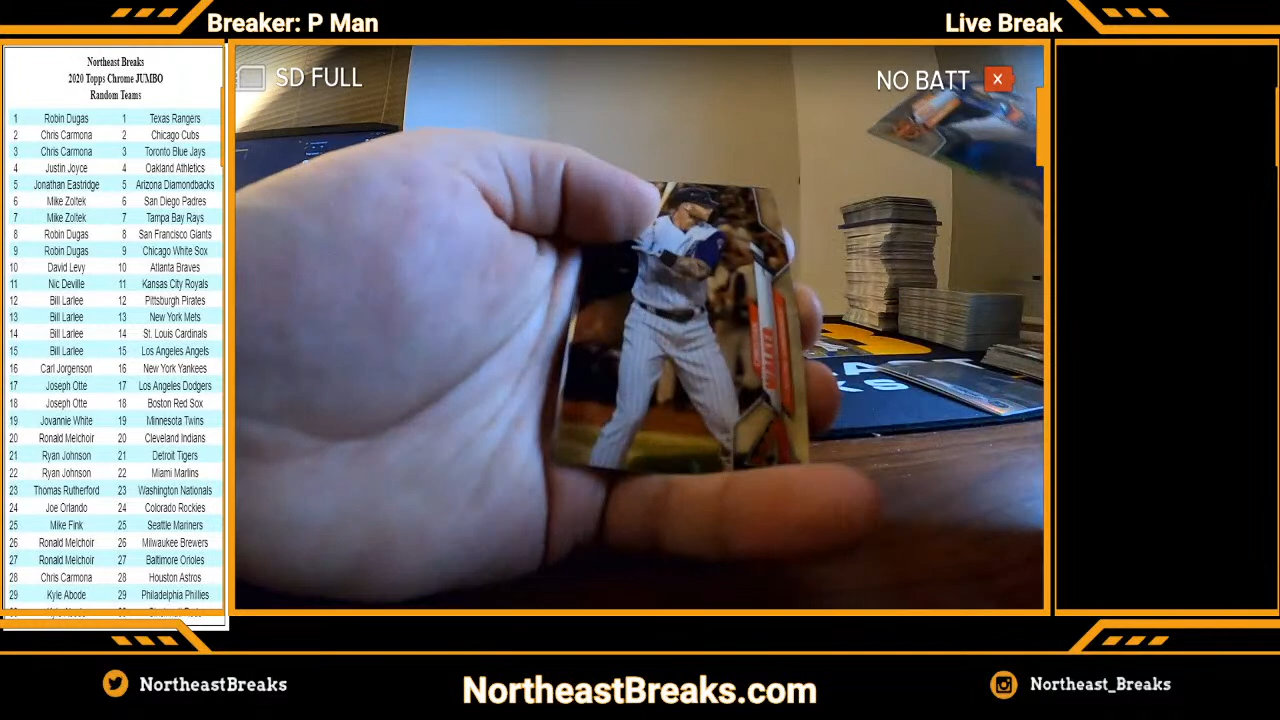 Breaker: P Man
Live Break
Northeast Breaks
2020 Topps Chrome JUMBO
Random Teams
1 Robin Dugas 1 Texas Rangers
2 Chris Carmona 2 Chicago Cubs
3 Chris Carmona 3 Toronto Blue Jays
4 Justin Joyce 4 Oakland Athletics
5 Jonathan Eastridge 5 Arizona Diamondbacks
6 Mike Zoltek 6 San Diego Padres
7 Mike Zoltek 7 Tampa Bay Rays
8 Robin Dugas 8 San Francisco Giants
9 Robin Dugas 9 Chicago White Sox
10 David Levy 10 Atlanta Braves
11 Nic Deville 11 Kansas City Royals
12 Bill Larlee 12 Pittsburgh Pirates
13 Bill Larlee 13 New York Mets
14 Bill Larlee 14 St. Louis Cardinals
15 Bill Larlee 15 Los Angeles Angels
16 Carl Jorgenson 16 New York Yankees
17 Joseph Otte 17 Los Angeles Dodgers
18 Joseph Otte 18 Boston Red Sox
19 Jovannie White 19 Minnesota Twins
20 Ronald Melchoir 20 Cleveland Indians
21 Ryan Johnson 21 Detroit Tigers
22 Ryan Johnson 22 Miami Marlins
23 Thomas Rutherford 23 Washington Nationals
24 Joe Orlando 24 Colorado Rockies
25 Mike Fink 25 Seattle Mariners
26 Ronald Melchoir 26 Milwaukee Brewers
27 Ronald Melchoir 27 Baltimore Orioles
28 Chris Carmona 28 Houston Astros
29 Kyle Abode 29 Philadelphia Phillies
SD FULL
NO BATT
NortheastBreaks
NortheastBreaks.com
Northeast_Breaks